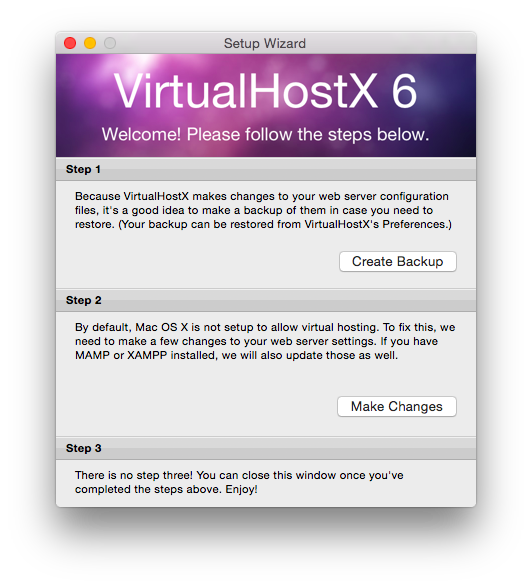 Setup Wizard
VirtualHostX 6
Welcome! Please follow the steps below.
Step 1
Because VirtualHostX makes changes to your web server configuration
files, it's a good idea to make a backup of them in case you need to
restore. (Your backup can be restored from VirtualHostX's Preferences.)
Create Backup
Step 2
By default, Mac OS X is not setup to allow virtual hosting. To fix this, we
need to make a few changes to your web server settings. If you have
MAMP or XAMPP installed, we will also update those as well.
Make Changes
Step 3
There is no step three! You can close this window once you've
completed the steps above. Enjoy!